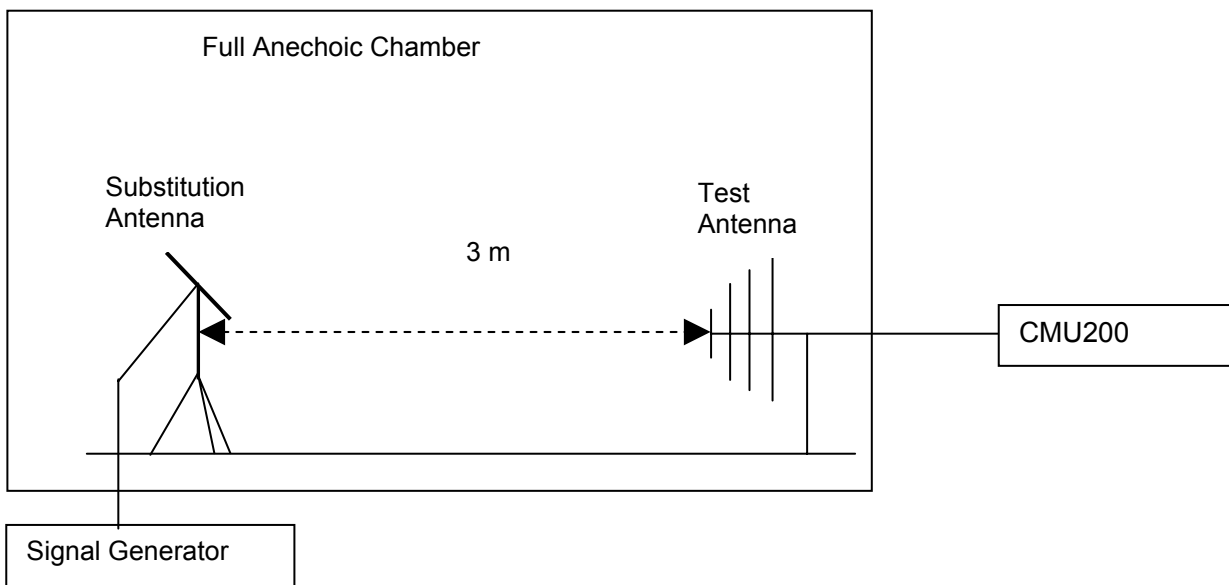 Full Anechoic Chamber
Substitution
Antenna
Test
Antenna
3 m
CMU200
Signal Generator